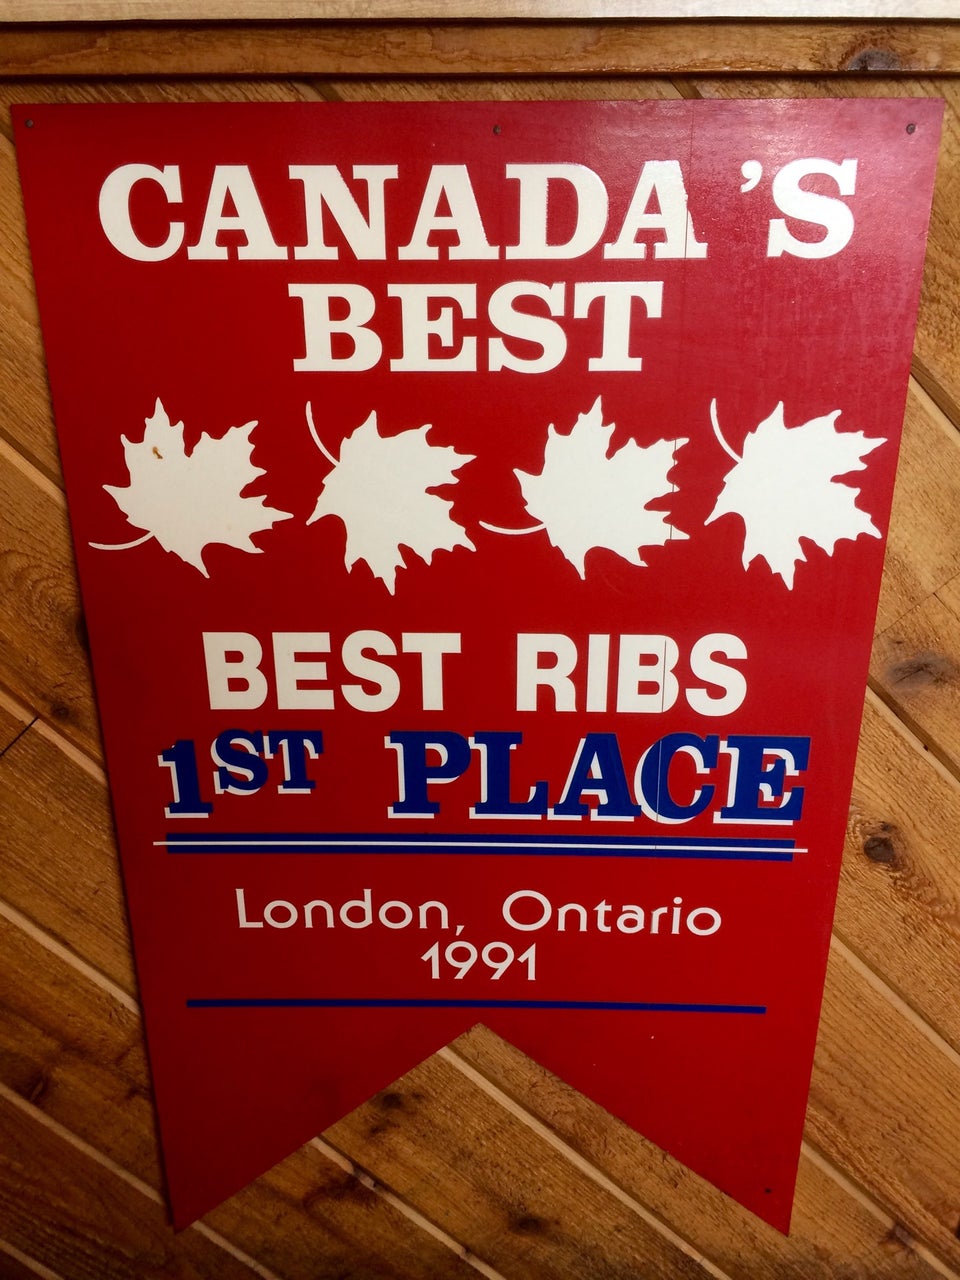 CANADA'S
BEST
BEST RIBS
1ST PLACE
London, Ontario
1991